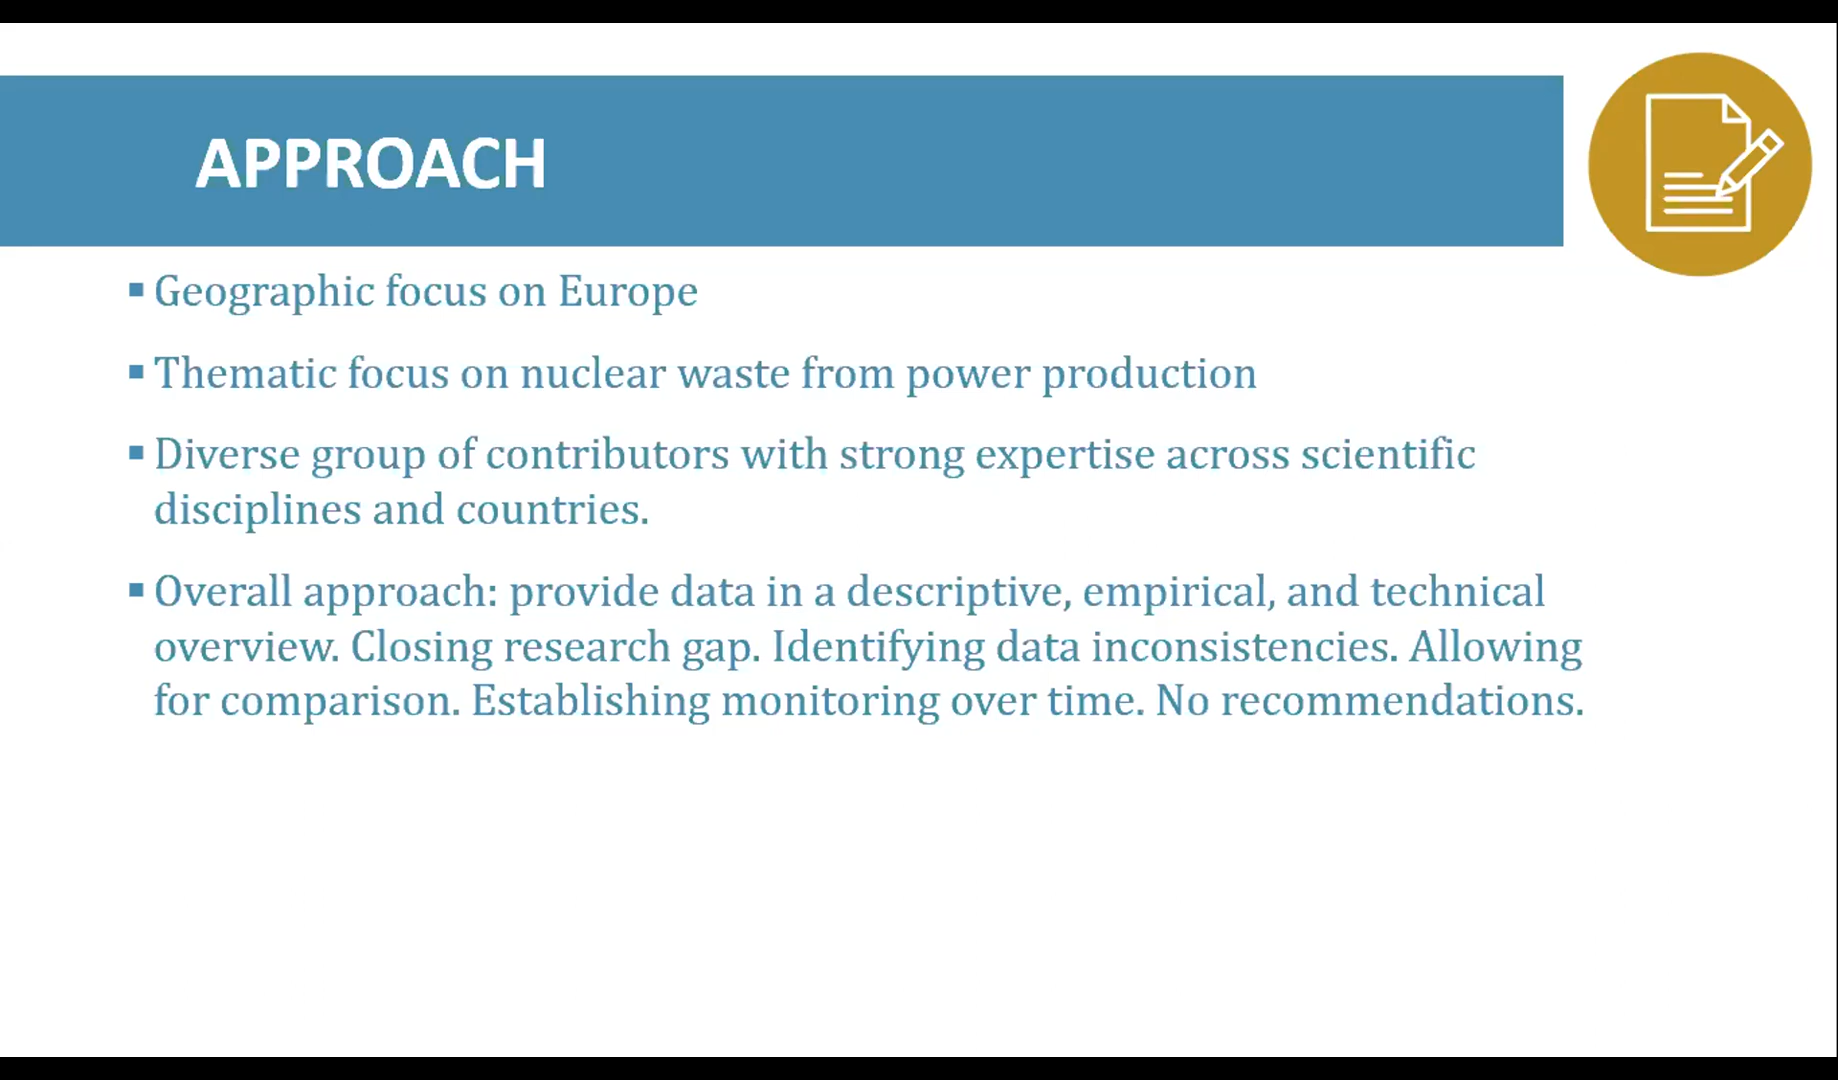 APPROACH
▪ Geographic focus on Europe
▪ Thematic focus on nuclear waste from power production
▪ Diverse group of contributors with strong expertise across scientific
disciplines and countries.
▪ Overall approach: provide data in a descriptive, empirical, and technical
overview. Closing research gap. Identifying data inconsistencies. Allowing
for comparison. Establishing monitoring over time. No recommendations.